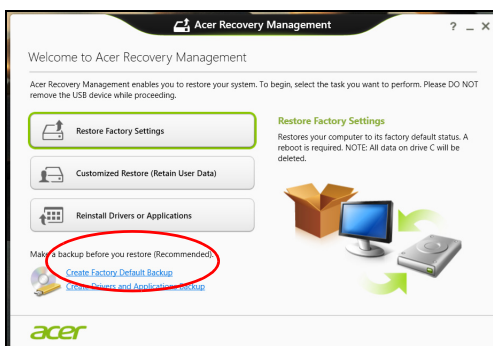 Acer Recovery Management
? _ X
Welcome to Acer Recovery Management
Acer Recovery Management enables you to restore your system. To begin, select the task you want to perform. Please DO NOT
remove the USB device while proceeding.
Restore Factory Settings
Customized Restore (Retain User Data)
Reinstall Drivers or Applications
Restore Factory Settings
Restores your computer to its factory default status. A
reboot is required. NOTE: All data on drive C will be
deleted.
Make a backup before you restore (Recommended).
Create Factory Default Backup
Create Drivers and Applications Backup
acer